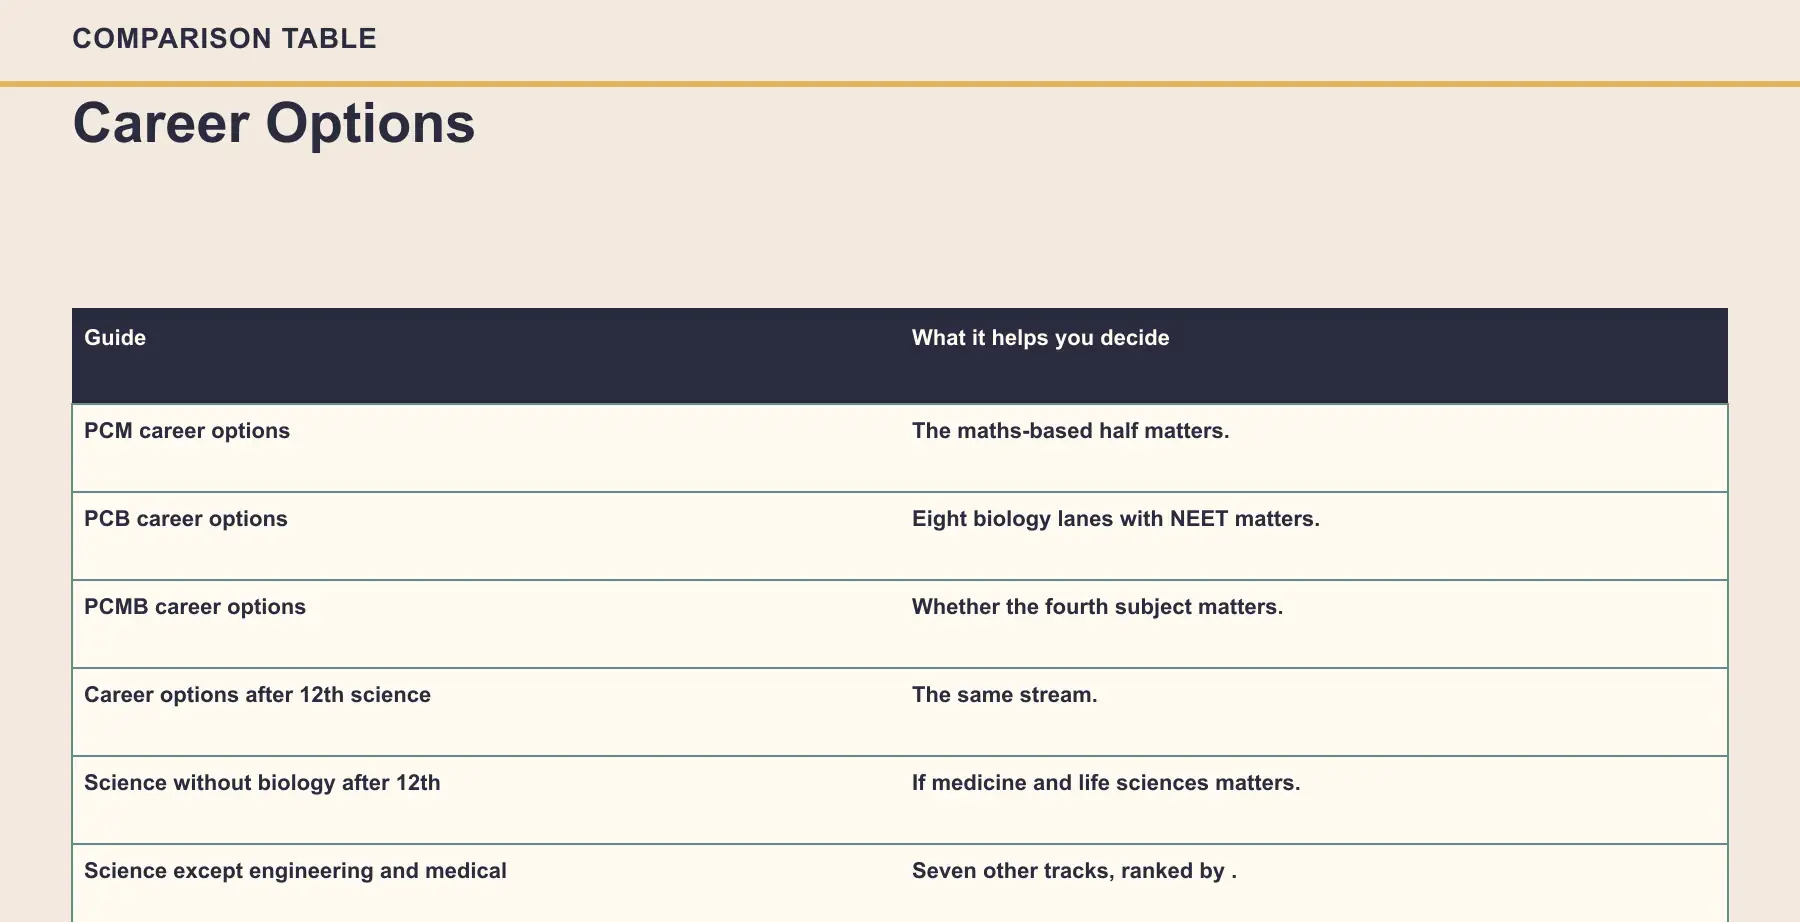 COMPARISON TABLE
Career Options
Guide What it helps you decide
PCM career options The maths-based half matters.
PCB career options Eight biology lanes with NEET matters.
PCMB career options Whether the fourth subject matters.
Career options after 12th science The same stream.
Science without biology after 12th If medicine and life sciences matters.
Science except engineering and medical Seven other tracks, ranked by .